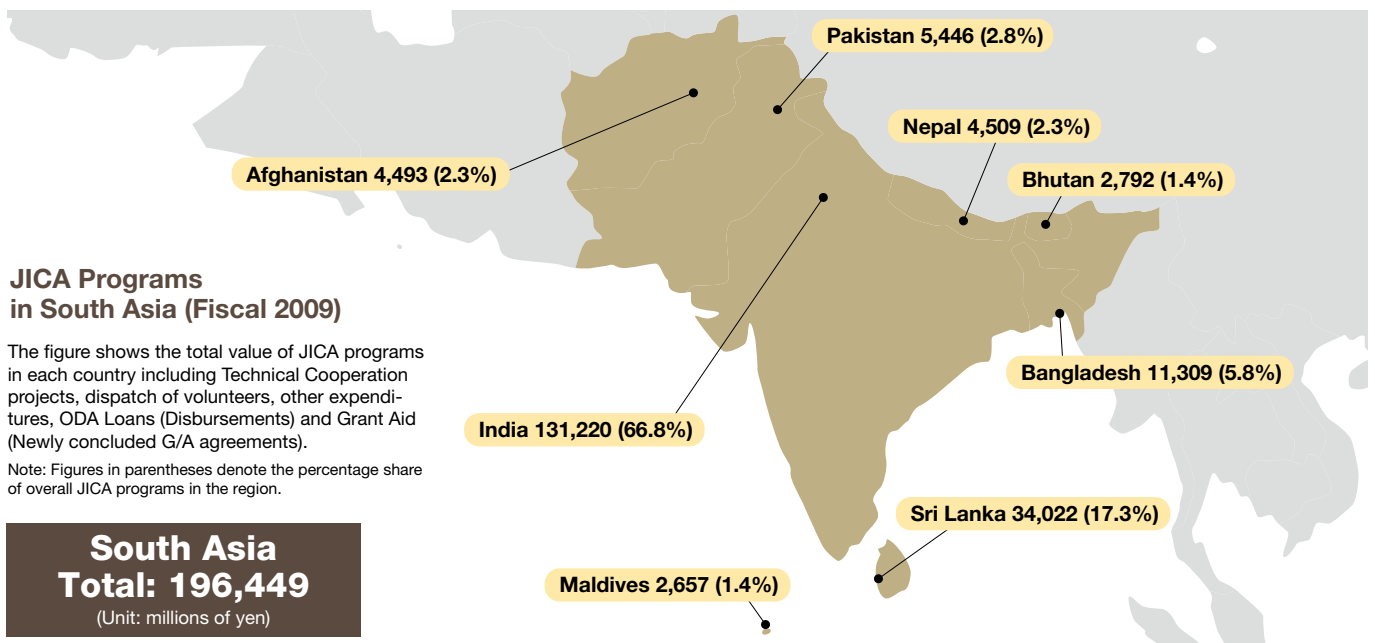 Pakistan 5,446 (2.8%)
Nepal 4,509 (2.3%)
Afghanistan 4,493 (2.3%)
Bhutan 2,792 (1.4%)
JICA Programs
in South Asia (Fiscal 2009)
The figure shows the total value of JICA programs
in each country including Technical Cooperation
projects, dispatch of volunteers, other expendi-
tures, ODA Loans (Disbursements) and Grant Aid
(Newly concluded G/A agreements).
Note: Figures in parentheses denote the percentage share
of overall JICA programs in the region.
Bangladesh 11,309 (5.8%)
India 131,220 (66.8%)
Sri Lanka 34,022 (17.3%)
South Asia
Total: 196,449
(Unit: millions of yen)
Maldives 2,657 (1.4%)